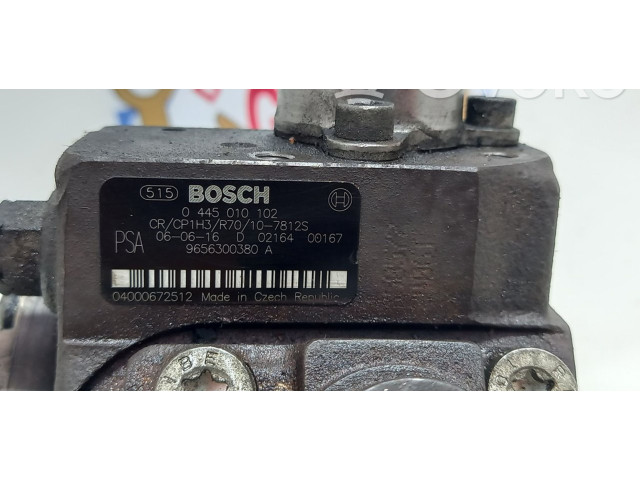 515 BOSCH
0 445 010 102
CR/CP1H3/R70/10-7812S
PSA 06-06-16 D 02164 00167
9656300380 A
04000672512 Made in Czech Republic